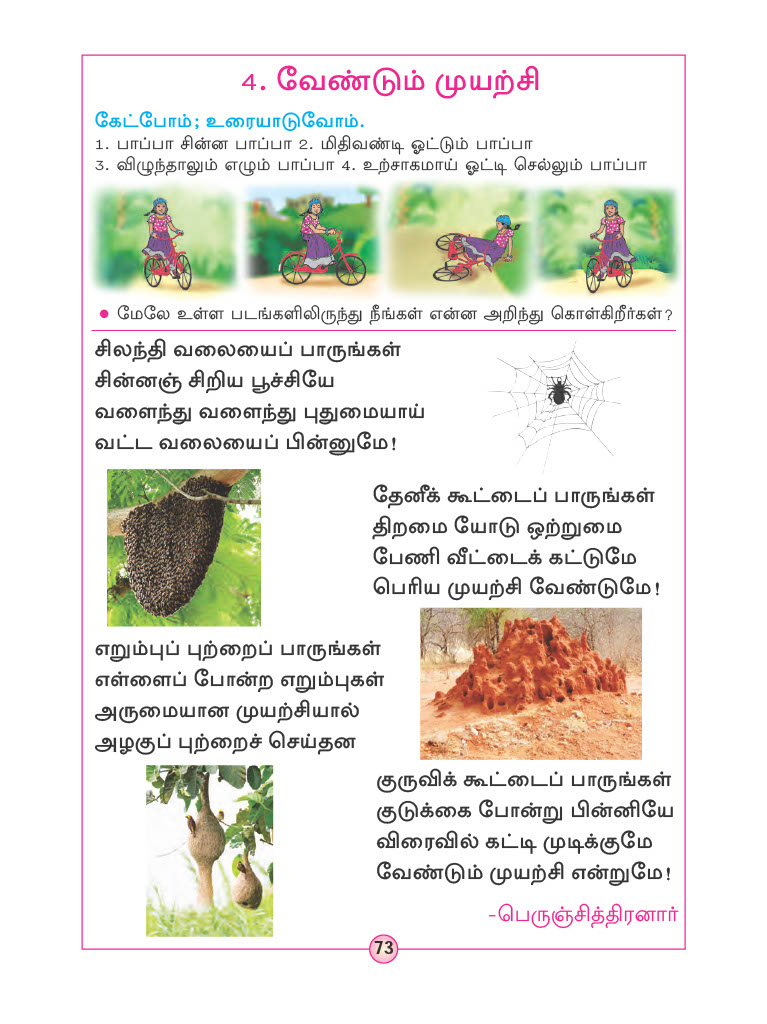 4. வேண்டும் முயற்சி
கேட்போம்; உரையாடுவோம்.
1. பாப்பா சின்ன பாப்பா 2. மிதிவண்டி ஓட்டும் பாப்பா
3. விழுந்தாலும் எழும் பாப்பா 4. உற்சாகமாய் ஓட்டி செல்லும் பாப்பா
• மேலே உள்ள படங்களிலிருந்து நீங்கள் என்ன அறிந்து கொள்கிறீர்கள்?
சிலந்தி வலையைப் பாருங்கள்
சின்னஞ் சிறிய பூச்சியே
வளைந்து வளைந்து புதுமையாய்
வட்ட வலையைப் பின்னுமே!
தேனீக் கூட்டைப் பாருங்கள்
திறமை யோடு ஒற்றுமை
பேணி வீட்டைக் கட்டுமே
பெரிய முயற்சி வேண்டுமே!
எறும்புப் புற்றைப் பாருங்கள்
எள்ளைப் போன்ற எறும்புகள்
அருமையான முயற்சியால்
அழகுப் புற்றைச் செய்தன
குருவிக் கூட்டைப் பாருங்கள்
குடுக்கை போன்று பின்னியே
விரைவில் கட்டி முடிக்குமே
வேண்டும் முயற்சி என்றுமே!
-பெருஞ்சித்திரனார்
73